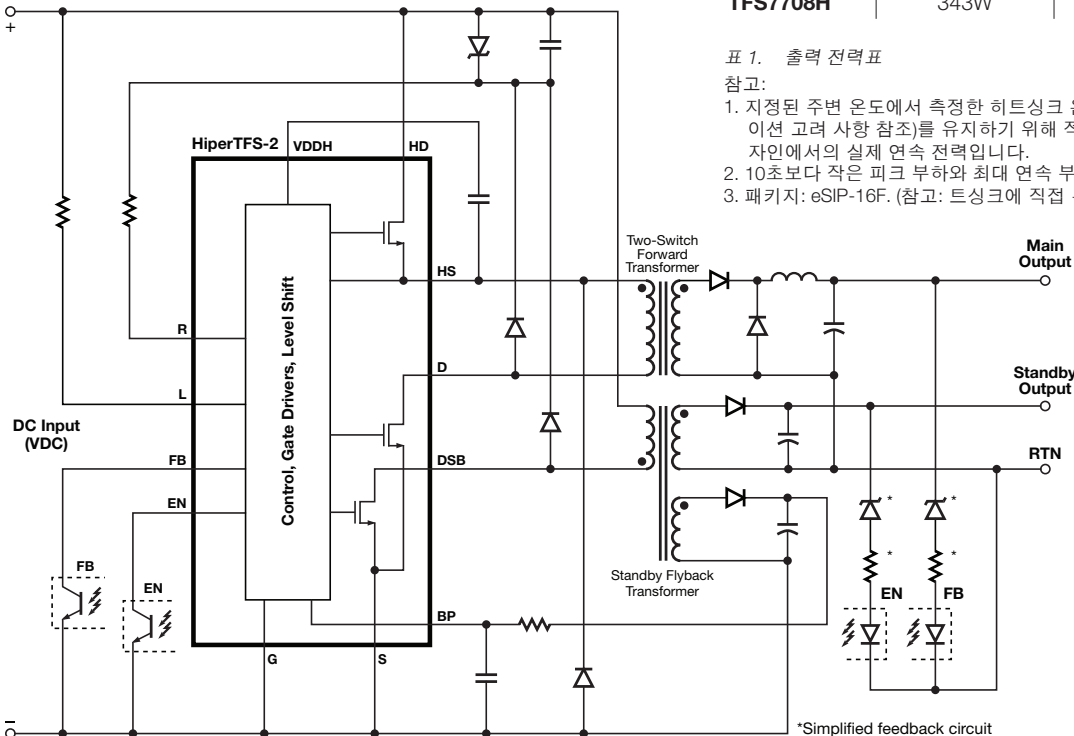 TFS7708H 343W
표 1. 출력 전력표
참고:
1. 지정된 주변 온도에서 측정한 히트싱크
이션 고려 사항 참조)를 유지하기 위해
자인에서의 실제 연속 전력입니다.
2. 10초보다 작은 피크 부하와 최대 연속
3. 패키지: eSIP-16F. (참고: 트싱크에 직접
+
HiperTFS-2
VDDH
HD
Two-Switch
Forward
Transformer
Main
Output
HS
Control, Gate Drivers, Level Shift
R
D
L
Standby
Output
DC Input
(VDC)
DSB
RTN
FB
EN
*
*
*
*
FB
EN
Standby Flyback
Transformer
EN
FB
BP
G
S
–
*Simplified feedback circuit